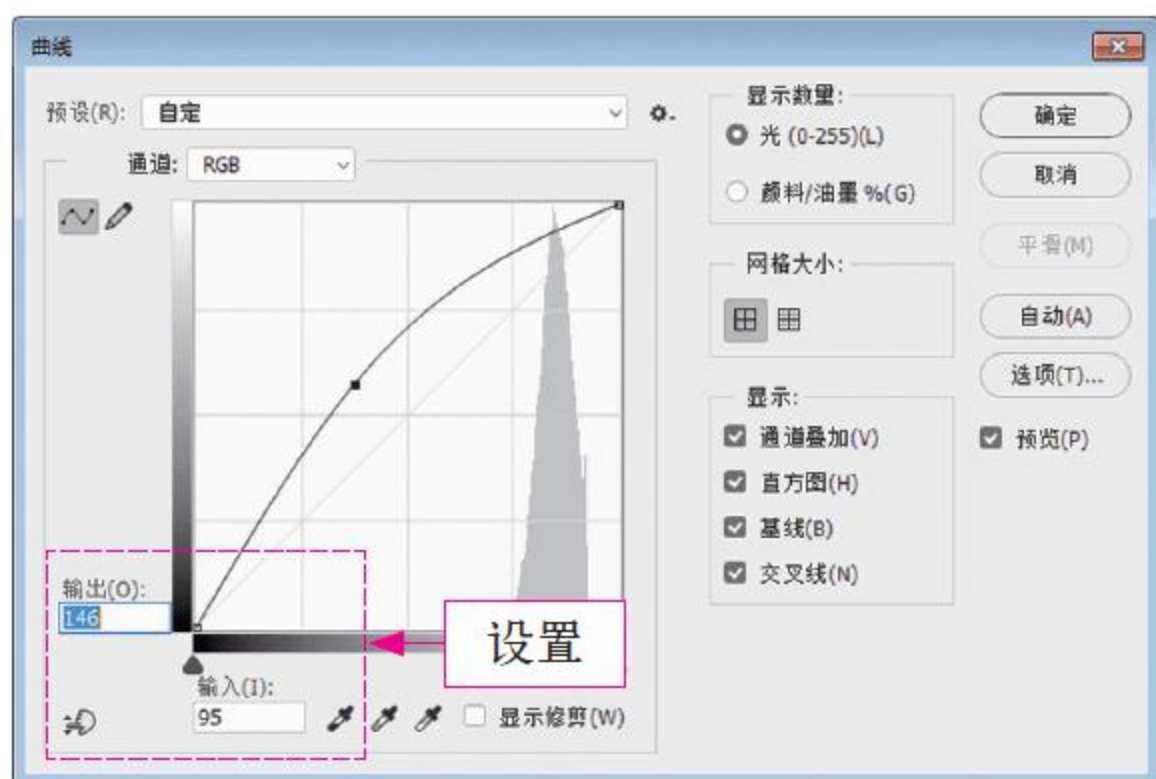 曲线
预设(R): 自定
通道: RGB
输出(O):
146
输入(I):
95
设置
显示修剪(W)
显示数量:
光 (0-255)(L)
颜料/油墨 %(G)
网格大小:
显示:
通道叠加(V)
直方图(H)
基线(B)
交叉线(N)
确定
取消
平滑(M)
自动(A)
选项(T)...
预览(P)